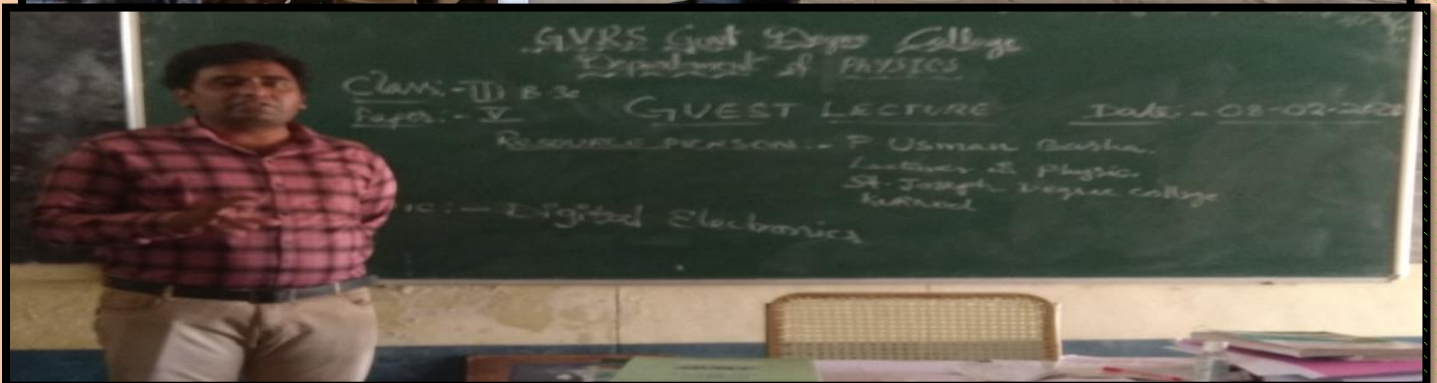 GVRS Govt Degree College
Department of PHYSICS
Class:- III B.Sc
Paper:- V
GUEST LECTURE
Date:- 08-02-
RESOURCE PERSON:- P Usman Basha.
Lecturer in Physics
St. Joseph Degree college
Kurnool
ic:- Digital Electronics